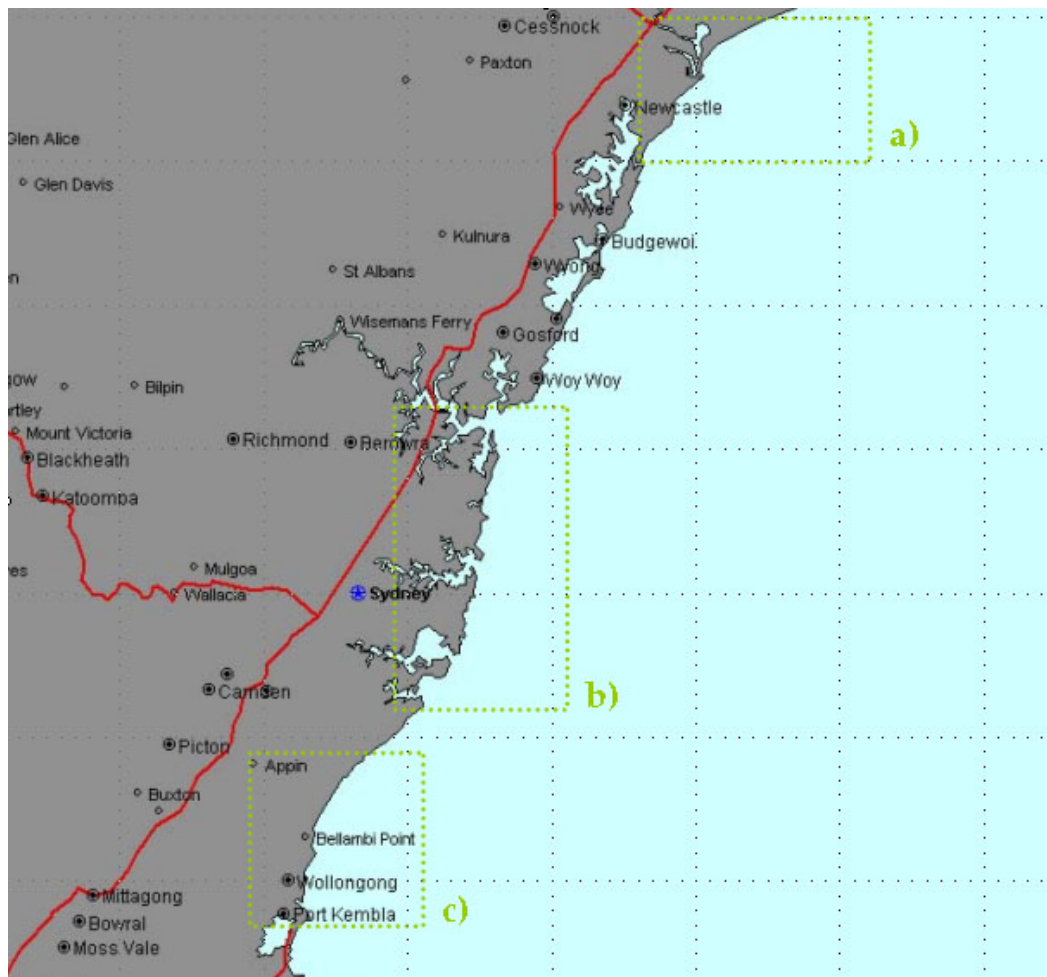 Cessnock
Paxton
Newcastle
a)
Glen Alice
Glen Davis
Wyee
Kulnura
Budgewoi
St Albans
Wyong
Wisemans Ferry
Gosford
Woy Woy
Bilpin
Mount Victoria
Richmond
Berowra
Blackheath
Katoomba
Mulgoa
Wallacia
Sydney
Camden
b)
Picton
Appin
Buxton
Bellambi Point
Wollongong
Mittagong
Port Kembla
c)
Bowral
Moss Vale